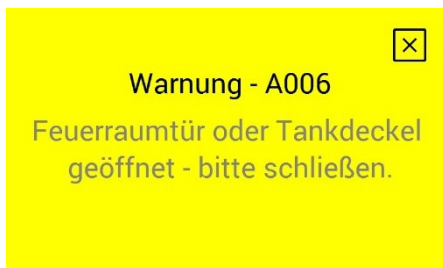 Warnung - A006
Feuerraumtür oder Tankdeckel
geöffnet - bitte schließen.